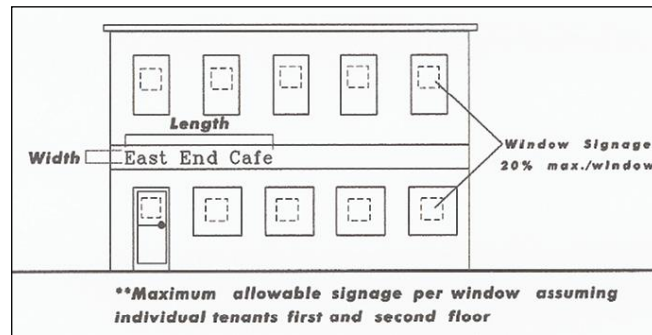 Length
Width
East End Cafe
Window Signage
20% max./window
**Maximum allowable signage per window assuming
individual tenants first and second floor